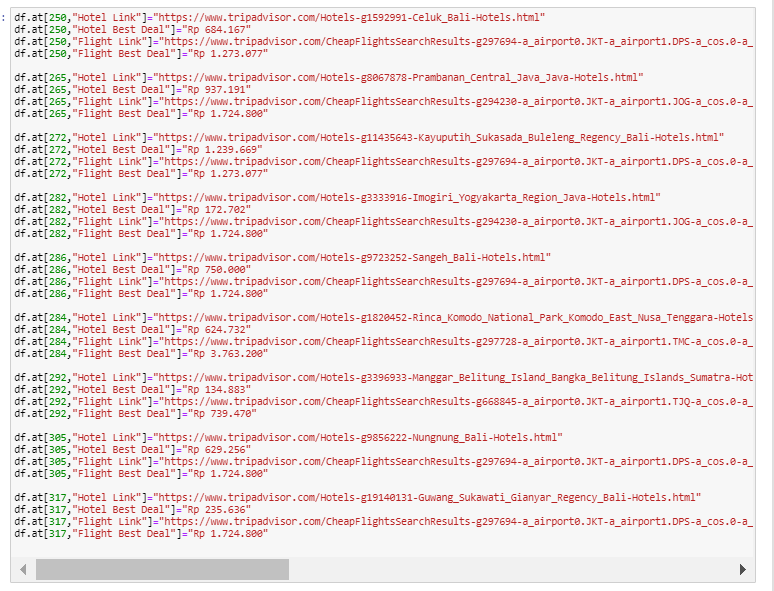 :
df.at[250,"Hotel Link"]="https://www.tripadvisor.com/Hotels-g1592991-Celuk_Bali-Hotels.html"
df.at[250,"Hotel Best Deal"]="Rp 684.167"
df.at[250,"Flight Link"]="https://www.tripadvisor.com/CheapFlightsSearchResults-g297694-a_airport0.JKT-a_airport1.DPS-a_cos.0-a_
df.at[250,"Flight Best Deal"]="Rp 1.273.077"
df.at[265,"Hotel Link"]="https://www.tripadvisor.com/Hotels-g8067878-Prambanan_Central_Java_Java-Hotels.html"
df.at[265,"Hotel Best Deal"]="Rp 937.191"
df.at[265,"Flight Link"]="https://www.tripadvisor.com/CheapFlightsSearchResults-g294230-a_airport0.JKT-a_airport1.JOG-a_cos.0-a_
df.at[265,"Flight Best Deal"]="Rp 1.724.800"
df.at[272,"Hotel Link"]="https://www.tripadvisor.com/Hotels-g11435643-Kayuputih_Sukasada_Buleleng_Regency_Bali-Hotels.html"
df.at[272,"Hotel Best Deal"]="Rp 1.239.669"
df.at[272,"Flight Link"]="https://www.tripadvisor.com/CheapFlightsSearchResults-g297694-a_airport0.JKT-a_airport1.DPS-a_cos.0-a_
df.at[272,"Flight Best Deal"]="Rp 1.273.077"
df.at[282,"Hotel Link"]="https://www.tripadvisor.com/Hotels-g3333916-Imogiri_Yogyakarta_Region_Java-Hotels.html"
df.at[282,"Hotel Best Deal"]="Rp 172.702"
df.at[282,"Flight Link"]="https://www.tripadvisor.com/CheapFlightsSearchResults-g294230-a_airport0.JKT-a_airport1.JOG-a_cos.0-a_
df.at[282,"Flight Best Deal"]="Rp 1.724.800"
df.at[286,"Hotel Link"]="https://www.tripadvisor.com/Hotels-g9723252-Sangeh_Bali-Hotels.html"
df.at[286,"Hotel Best Deal"]="Rp 750.000"
df.at[286,"Flight Link"]="https://www.tripadvisor.com/CheapFlightsSearchResults-g297694-a_airport0.JKT-a_airport1.DPS-a_cos.0-a_
df.at[286,"Flight Best Deal"]="Rp 1.724.800"
df.at[284,"Hotel Link"]="https://www.tripadvisor.com/Hotels-g1820452-Rinca_Komodo_National_Park_Komodo_East_Nusa_Tenggara-Hotels
df.at[284,"Hotel Best Deal"]="Rp 624.732"
df.at[284,"Flight Link"]="https://www.tripadvisor.com/CheapFlightsSearchResults-g297728-a_airport0.JKT-a_airport1.TMC-a_cos.0-a_
df.at[284,"Flight Best Deal"]="Rp 3.763.200"
df.at[292,"Hotel Link"]="https://www.tripadvisor.com/Hotels-g3396933-Manggar_Belitung_Island_Bangka_Belitung_Islands_Sumatra-Hot
df.at[292,"Hotel Best Deal"]="Rp 134.883"
df.at[292,"Flight Link"]="https://www.tripadvisor.com/CheapFlightsSearchResults-g668845-a_airport0.JKT-a_airport1.TJQ-a_cos.0-a_
df.at[292,"Flight Best Deal"]="Rp 739.470"
df.at[305,"Hotel Link"]="https://www.tripadvisor.com/Hotels-g9856222-Nungnung_Bali-Hotels.html"
df.at[305,"Hotel Best Deal"]="Rp 629.256"
df.at[305,"Flight Link"]="https://www.tripadvisor.com/CheapFlightsSearchResults-g297694-a_airport0.JKT-a_airport1.DPS-a_cos.0-a_
df.at[305,"Flight Best Deal"]="Rp 1.724.800"
df.at[317,"Hotel Link"]="https://www.tripadvisor.com/Hotels-g19140131-Guwang_Sukawati_Gianyar_Regency_Bali-Hotels.html"
df.at[317,"Hotel Best Deal"]="Rp 235.636"
df.at[317,"Flight Link"]="https://www.tripadvisor.com/CheapFlightsSearchResults-g297694-a_airport0.JKT-a_airport1.DPS-a_cos.0-a_
df.at[317,"Flight Best Deal"]="Rp 1.724.800"